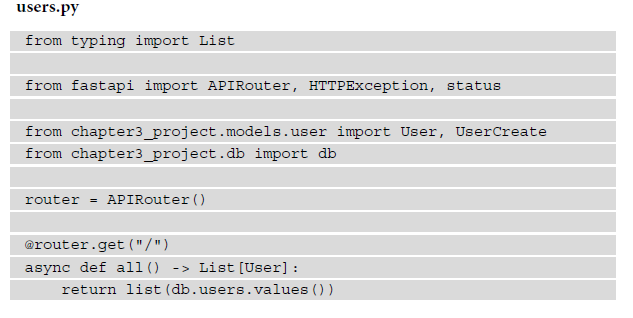 users.py
from typing import List
from fastapi import APIRouter, HTTPException, status
from chapter3_project.models.user import User, UserCreate
from chapter3_project.db import db
router = APIRouter()
@router.get("/")
async def all() -> List[User]:
    return list(db.users.values())